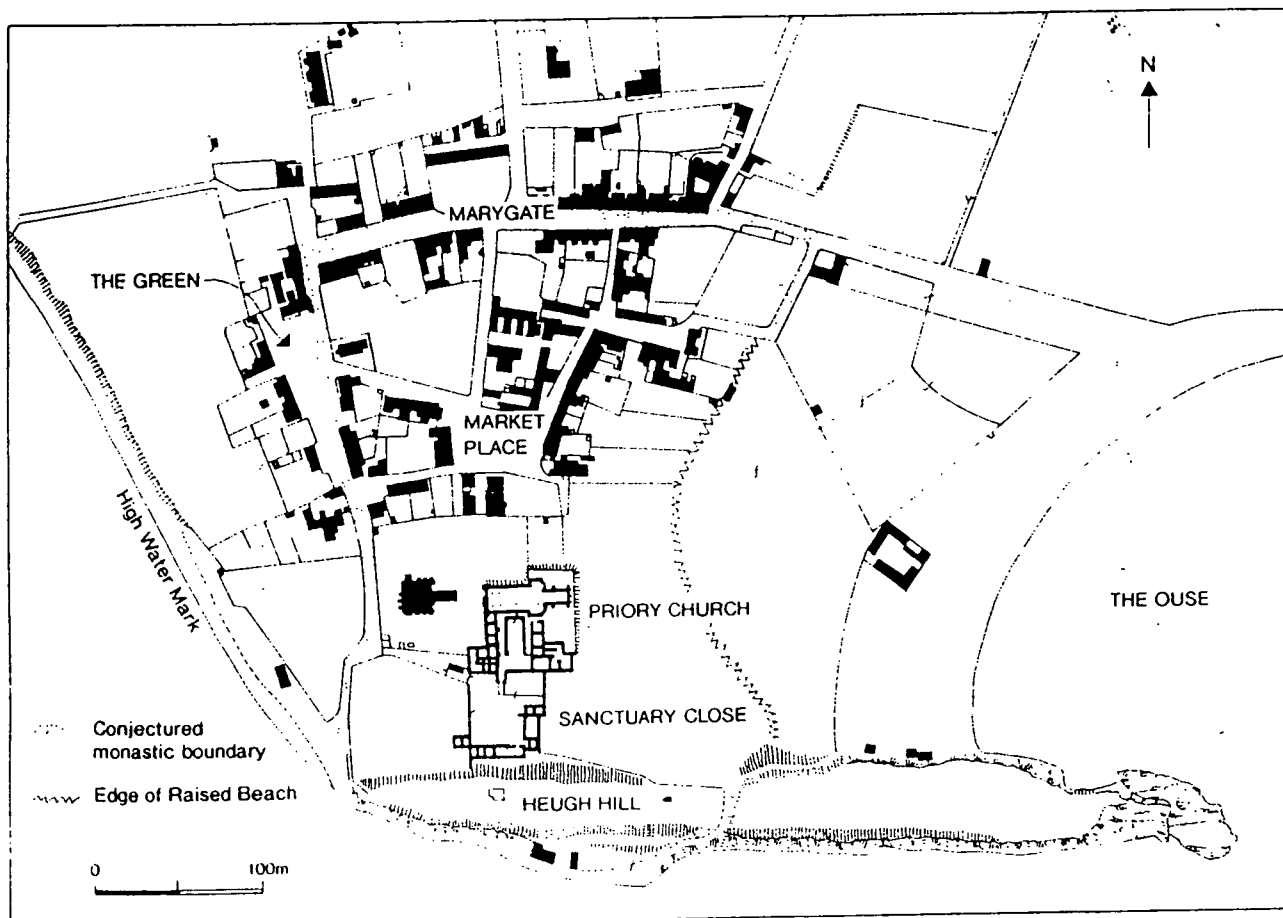 N
MARYGATE
THE GREEN
MARKET
PLACE
High Water Mark
PRIORY CHURCH
THE OUSE
SANCTUARY CLOSE
Conjectured
monastic boundary
Edge of Raised Beach
HEUGH HILL
0
100m